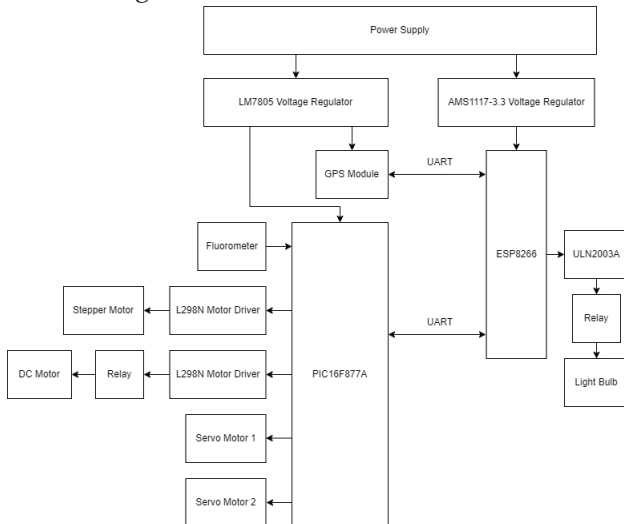 Power Supply
LM7805 Voltage Regulator
AMS1117-3.3 Voltage Regulator
GPS Module
UART
Fluorometer
ESP8266
ULN2003A
Stepper Motor
L298N Motor Driver
UART
Relay
DC Motor
Relay
L298N Motor Driver
PIC16F877A
Light Bulb
Servo Motor 1
Servo Motor 2